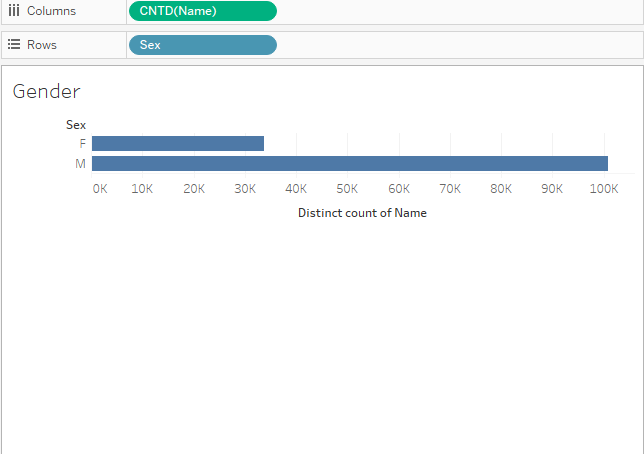 Columns CNTD(Name)
Rows Sex
Gender
Sex
F
M
0K 10K 20K 30K 40K 50K 60K 70K 80K 90K 100K
Distinct count of Name